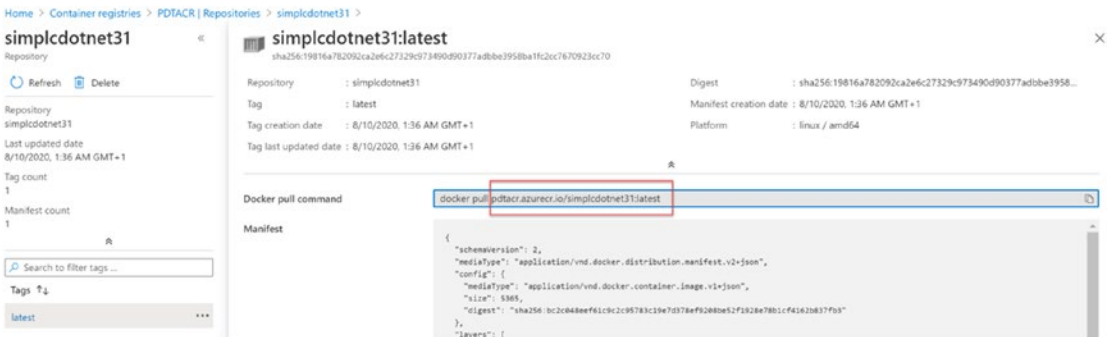 Home > Container registries > PDTACR | Repositories > simplcdotnet31 >
simplcdotnet31
Repository
Refresh Delete
Repository
simplcdotnet31
Last updated date
8/10/2020, 1:36 AM GMT+1
Tag count
1
Manifest count
1
Search to filter tags ...
Tags ↑↓
latest ...
simplcdotnet31:latest
sha256:19816a782092ca2e6c27329c973490d90377adbbe3958ba1fc2cc7670923cc70
Repository : simplcdotnet31
Tag : latest
Tag creation date : 8/10/2020, 1:36 AM GMT+1
Tag last updated date : 8/10/2020, 1:36 AM GMT+1
Digest : sha256:19816a782092ca2e6c27329c973490d90377adbbe3958...
Manifest creation date : 8/10/2020, 1:36 AM GMT+1
Platform : linux / amd64
Docker pull command
docker pull pdtacr.azurecr.io/simplcdotnet31:latest
Manifest
{
"schemaVersion": 2,
"mediaType": "application/vnd.docker.distribution.manifest.v2+json",
"config": {
"mediaType": "application/vnd.docker.container.image.v1+json",
"size": 5365,
"digest": "sha256:bc2c048eef61c9c2c95783c19e7d378ef9208be52f1928e78b1cf4162b837fb3"
},
"layers": [